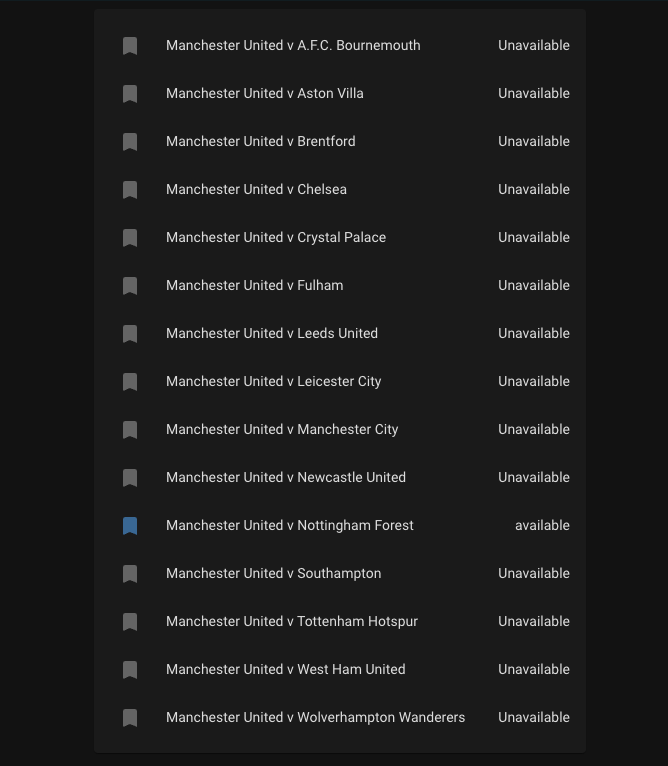 Manchester United v A.F.C. Bournemouth Unavailable
Manchester United v Aston Villa Unavailable
Manchester United v Brentford Unavailable
Manchester United v Chelsea Unavailable
Manchester United v Crystal Palace Unavailable
Manchester United v Fulham Unavailable
Manchester United v Leeds United Unavailable
Manchester United v Leicester City Unavailable
Manchester United v Manchester City Unavailable
Manchester United v Newcastle United Unavailable
Manchester United v Nottingham Forest available
Manchester United v Southampton Unavailable
Manchester United v Tottenham Hotspur Unavailable
Manchester United v West Ham United Unavailable
Manchester United v Wolverhampton Wanderers Unavailable